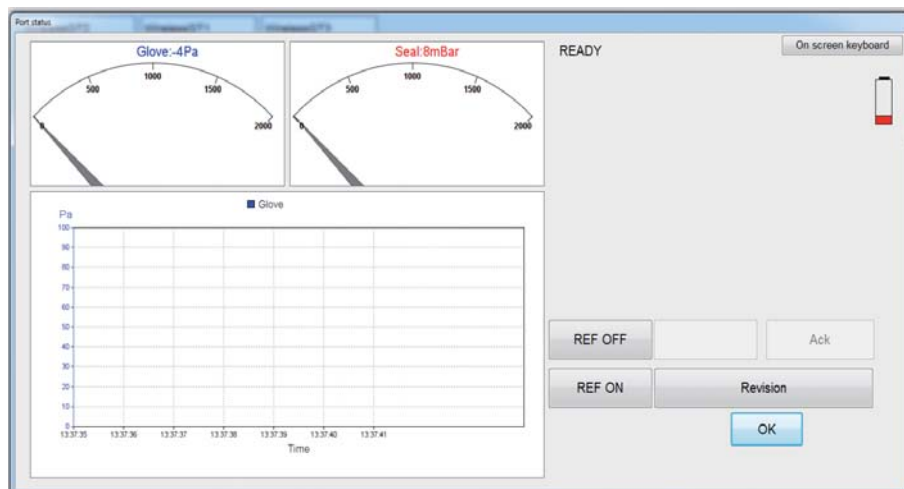 Port status
Glove:-4Pa
0
500
1000
1500
2000
Seal:8mBar
0
500
1000
1500
2000
READY
On screen keyboard
Glove
Pa
100
90
80
70
60
50
40
30
20
10
0
13:37:35 13:37:36 13:37:37 13:37:38 13:37:39 13:37:40 13:37:41
Time
REF OFF
Ack
REF ON
Revision
OK